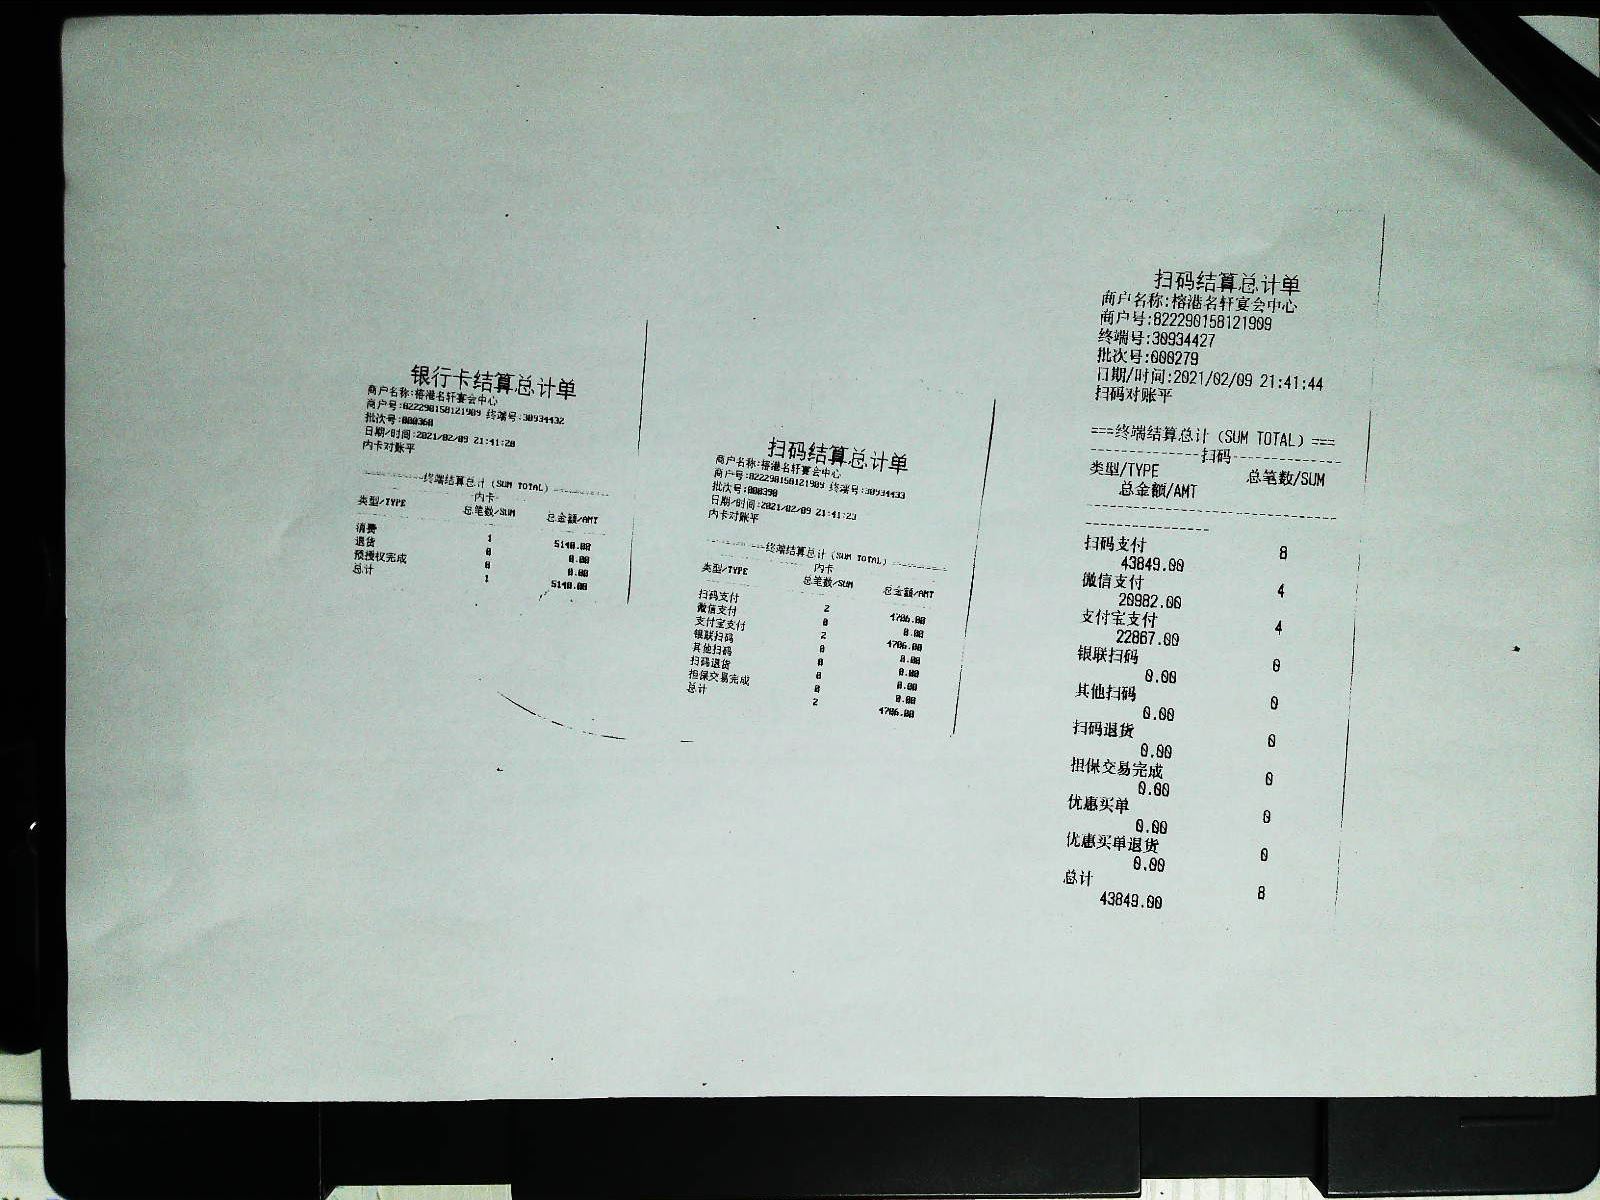 银行卡结算总计单
商户名称:榕港名轩宴会中心
商户号:822290158121909 终端号:30934432
批次号:000360
日期/时间:2021/02/09 21:41:20
内卡对账平
终端结算总计(SUM TOTAL)
内卡
类型/TYPE 总笔数/SUM 总金额/AMT
消费 1 5140.00
退货 0 0.00
预授权完成 0 0.00
总计 1 5140.00
扫码结算总计单
商户名称:榕港名轩宴会中心
商户号:822290158121909 终端号:30934433
批次号:000390
日期/时间:2021/02/09 21:41:23
内卡对账平
终端结算总计(SUM TOTAL)
内卡
类型/TYPE 总笔数/SUM 总金额/AMT
扫码支付 2 4706.00
微信支付 0 0.00
支付宝支付 2 4706.00
银联扫码 0 0.00
其他扫码 0 0.00
扫码退货 0 0.00
担保交易完成 0 0.00
总计 2 4706.00
扫码结算总计单
商户名称:榕港名轩宴会中心
商户号:822290158121909
终端号:30934427
批次号:000279
日期/时间:2021/02/09 21:41:44
扫码对账平
===终端结算总计(SUM TOTAL)===
----------------扫码----------------
类型/TYPE 总笔数/SUM
总金额/AMT
扫码支付 8
43849.00
微信支付 4
20982.00
支付宝支付 4
22867.00
银联扫码 0
0.00
其他扫码 0
0.00
扫码退货 0
0.00
担保交易完成 0
0.00
优惠买单 0
0.00
优惠买单退货 0
0.00
总计 8
43849.00